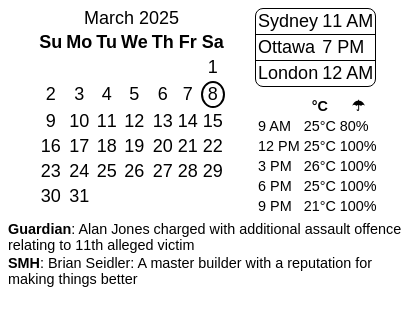 March 2025
Su Mo Tu We Th Fr Sa
1
2 3 4 5 6 7 8
9 10 11 12 13 14 15
16 17 18 19 20 21 22
23 24 25 26 27 28 29
30 31
Sydney 11 AM
Ottawa 7 PM
London 12 AM
°C ☂
9 AM 25°C 80%
12 PM 25°C 100%
3 PM 26°C 100%
6 PM 25°C 100%
9 PM 21°C 100%
Guardian: Alan Jones charged with additional assault offence
relating to 11th alleged victim
SMH: Brian Seidler: A master builder with a reputation for
making things better